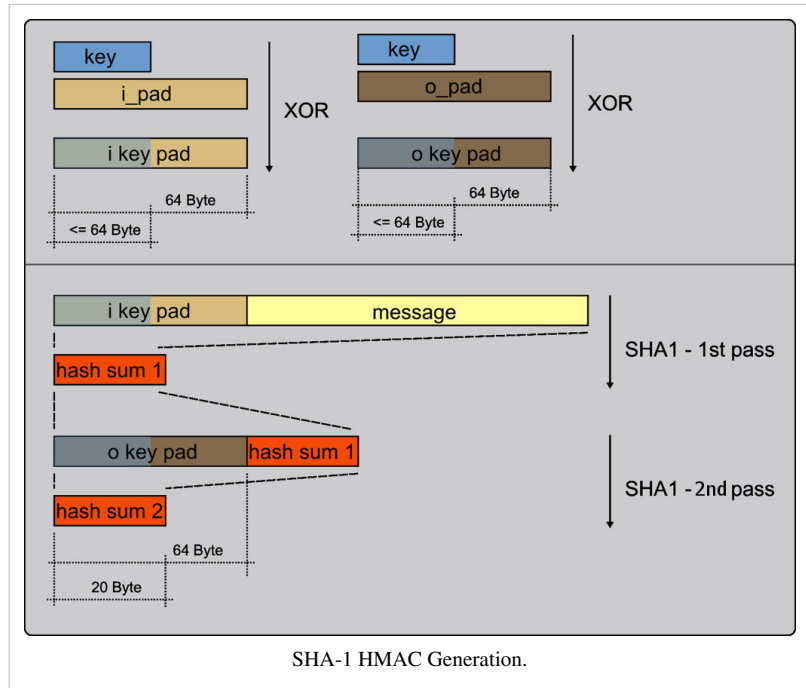 key
i_pad
XOR
i key pad
64 Byte
<= 64 Byte
key
o_pad
XOR
o key pad
64 Byte
<= 64 Byte
i key pad
message
SHA1 - 1st pass
hash sum 1
o key pad
hash sum 1
SHA1 - 2nd pass
hash sum 2
64 Byte
20 Byte
SHA-1 HMAC Generation.